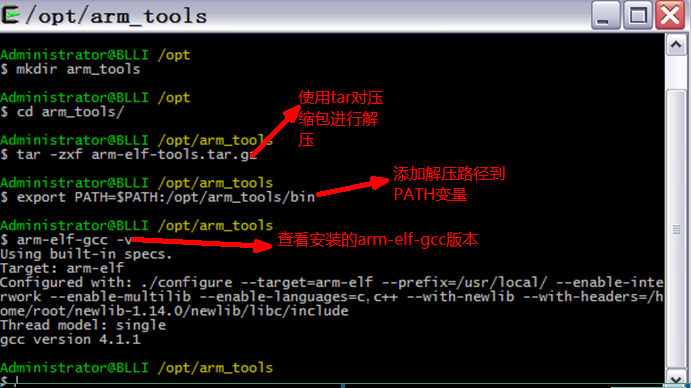 /opt/arm_tools
Administrator@BLLI /opt
$ mkdir arm_tools
Administrator@BLLI /opt
$ cd arm_tools/
使用tar对压
缩包进行解
压
Administrator@BLLI /opt/arm_tools
$ tar -zxf arm-elf-tools.tar.gz
添加解压路径到
PATH变量
Administrator@BLLI /opt/arm_tools
$ export PATH=$PATH:/opt/arm_tools/bin
Administrator@BLLI /opt/arm_tools
$ arm-elf-gcc -v
查看安装的arm-elf-gcc版本
Using built-in specs.
Target: arm-elf
Configured with: ./configure --target=arm-elf --prefix=/usr/local/ --enable-inte
rwork --enable-multilib --enable-languages=c,c++ --with-newlib --with-headers=/h
ome/root/newlib-1.14.0/newlib/libc/include
Thread model: single
gcc version 4.1.1
Administrator@BLLI /opt/arm_tools
$